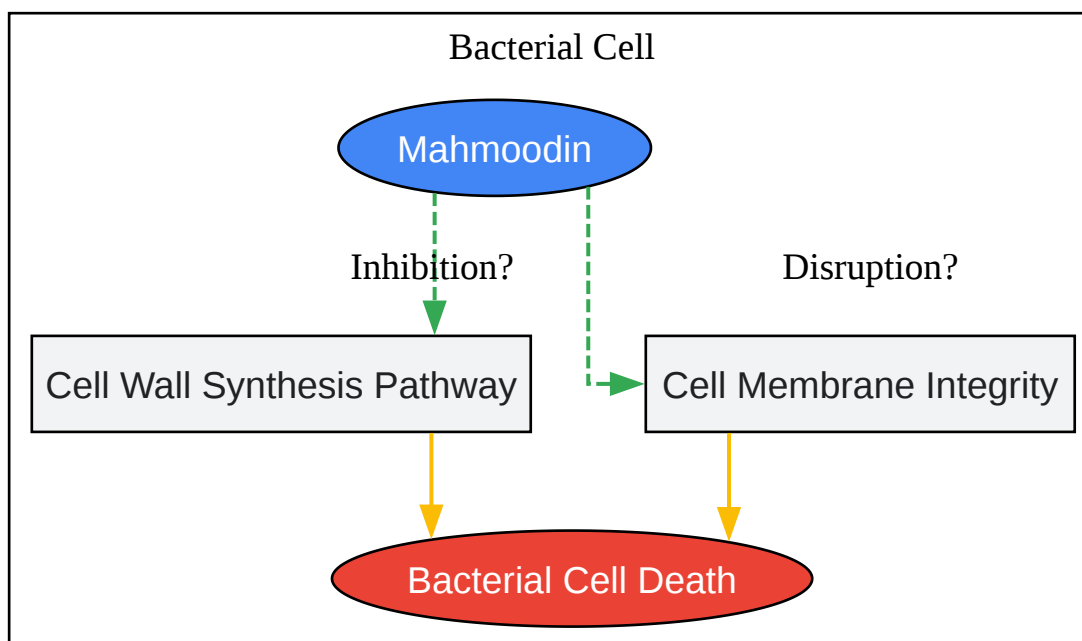 Bacterial Cell
Mahmoodin
Inhibition?
Disruption?
Cell Wall Synthesis Pathway
Cell Membrane Integrity
Bacterial Cell Death